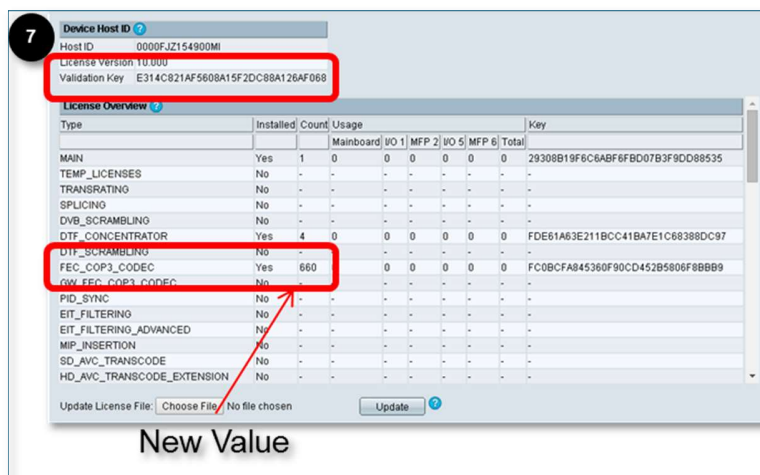 7
Device Host ID ?
Host ID 0000FJZ154900MI
License Version 10.000
Validation Key E314C821AF5608A15F2DC88A126AF068
License Overview ?
Type Installed Count Usage Key
Mainboard I/O 1 MFP 2 I/O 5 MFP 6 Total
MAIN Yes 1 0 0 0 0 0 0 29308B19F6C6ABF6FBD07B3F9DD88535
TEMP_LICENSES No - - - - - - - -
TRANSRATING No - - - - - - - -
SPLICING No - - - - - - - -
DVB_SCRAMBLING No - - - - - - - -
DTF_CONCENTRATOR Yes 4 0 0 0 0 0 0 FDE61A63E211BCC41BA7E1C68388DC97
DTF_SCRAMBLING No - - - - - - - -
FEC_COP3_CODEC Yes 660 0 0 0 0 0 FC0BCFA845360F90CD452B5806F8BBB9
GW_FEC_COP3_CODEC No - - - - - - - -
PID_SYNC No - - - - - - - -
EIT_FILTERING No - - - - - - - -
EIT_FILTERING_ADVANCED No - - - - - - - -
MIP_INSERTION No - - - - - - - -
SD_AVC_TRANSCODE No - - - - - - - -
HD_AVC_TRANSCODE_EXTENSION No - - - - - - - -
Update License File: Choose File No file chosen Update ?
New Value